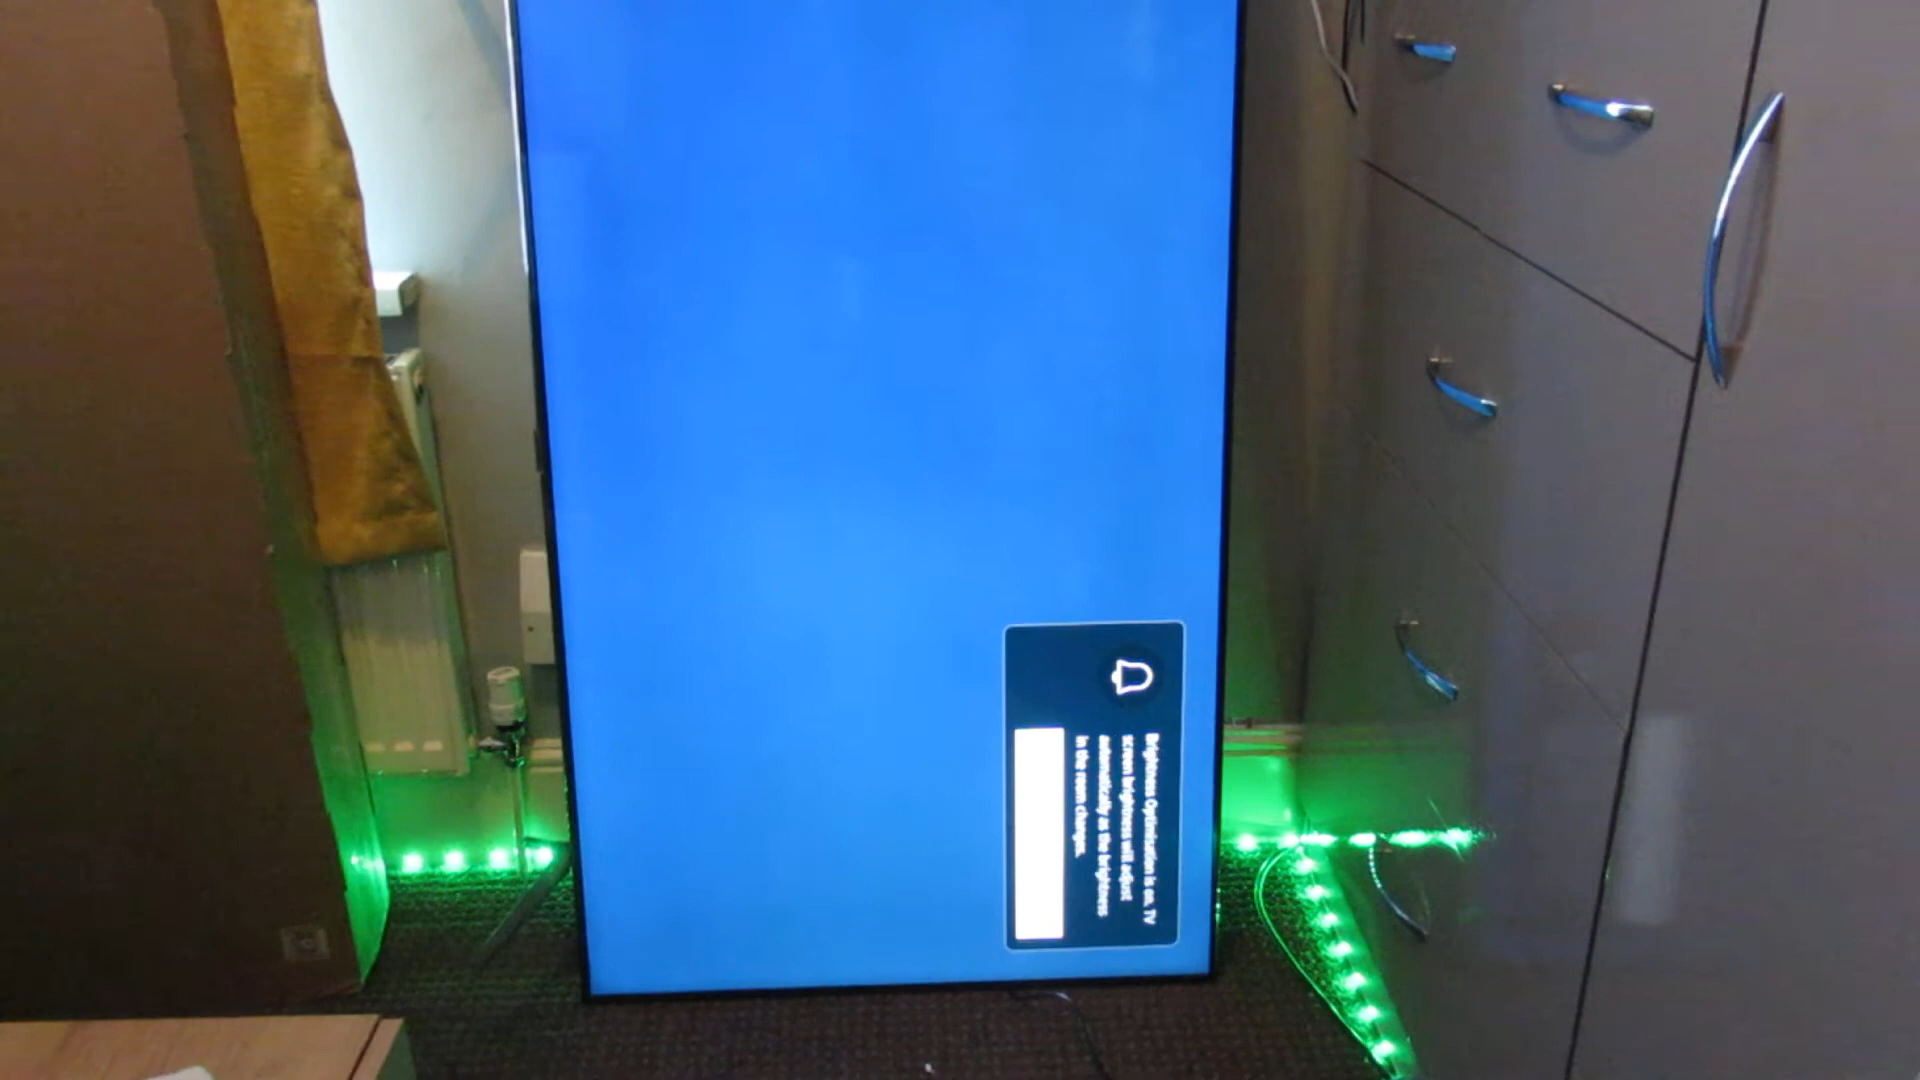 Brightness Optimization is on. TV
screen brightness will adjust
automatically as the brightness
in the room changes.